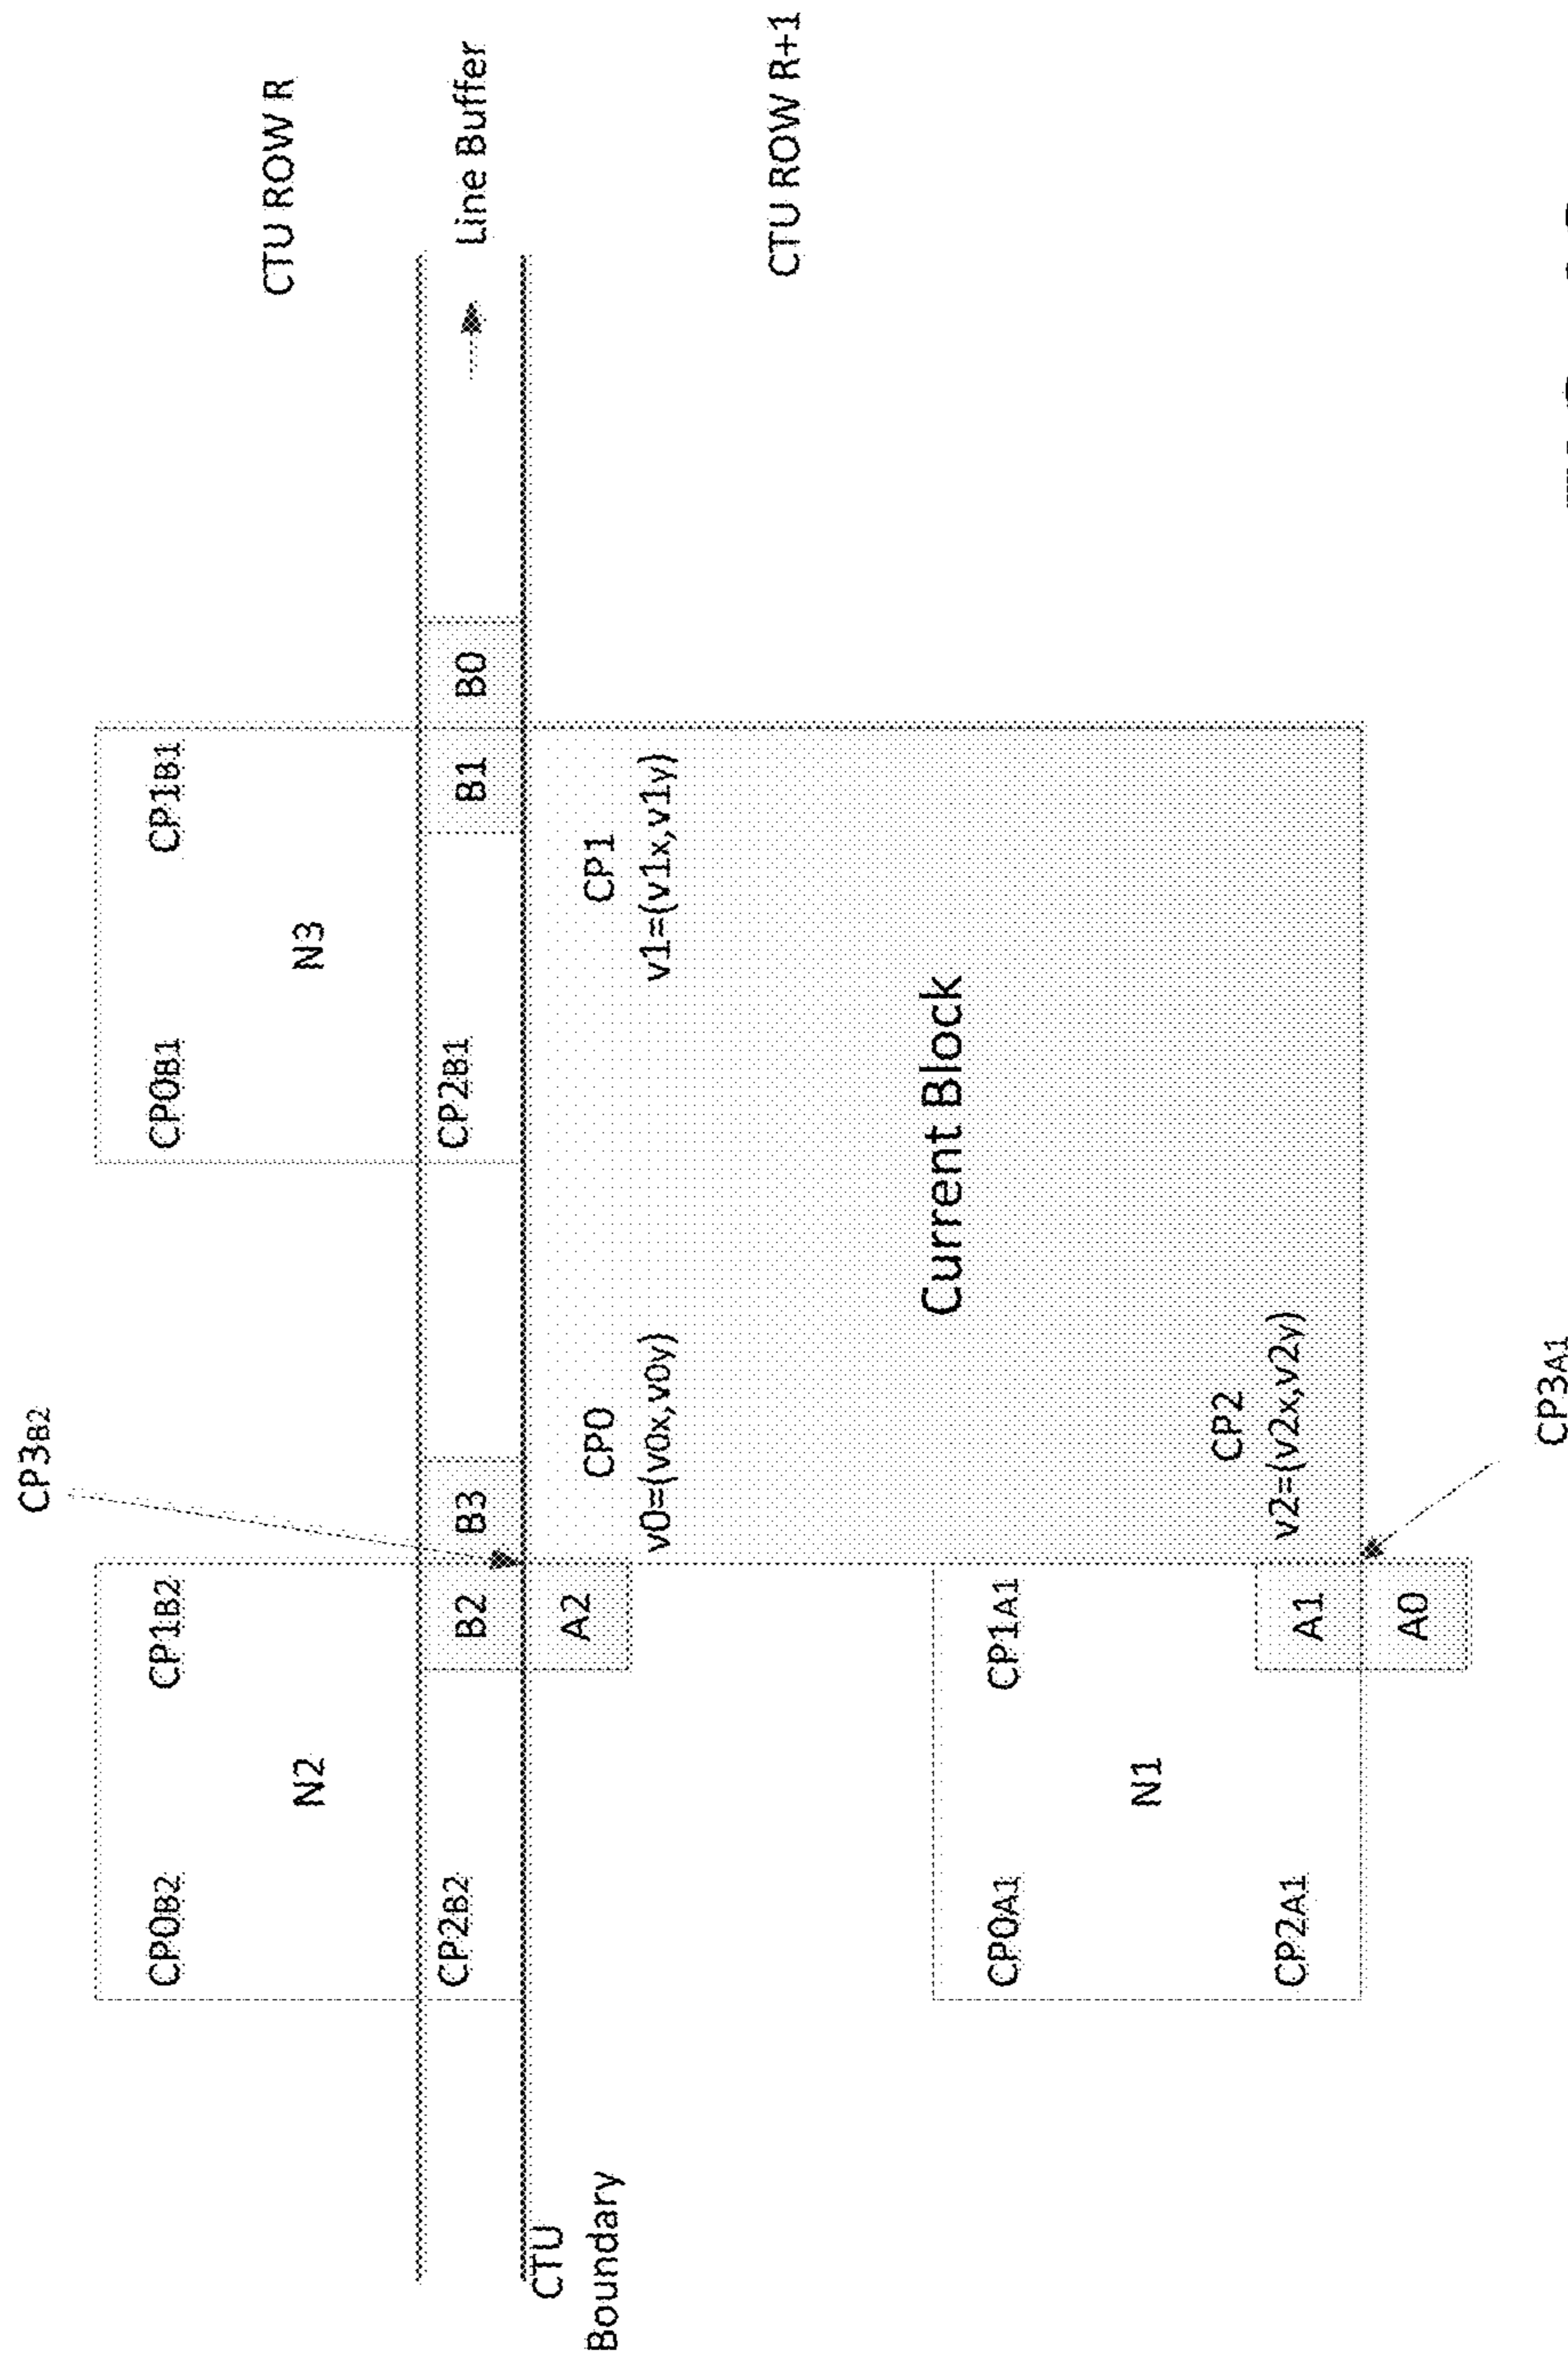 CP3B2
CTU ROW R
CP0B2 CP1B2 CP0B1 CP1B1
N2 N3
CP2B2 B2 B3 CP2B1 B1 B0 Line Buffer
CTU
Boundary
A2 CP0 CP1
v0=(v0x,v0y) v1=(v1x,v1y)
CTU ROW R+1
Current Block
CP0A1 CP1A1
N1
CP2
CP2A1 A1 v2=(v2x,v2y)
A0
CP3A1